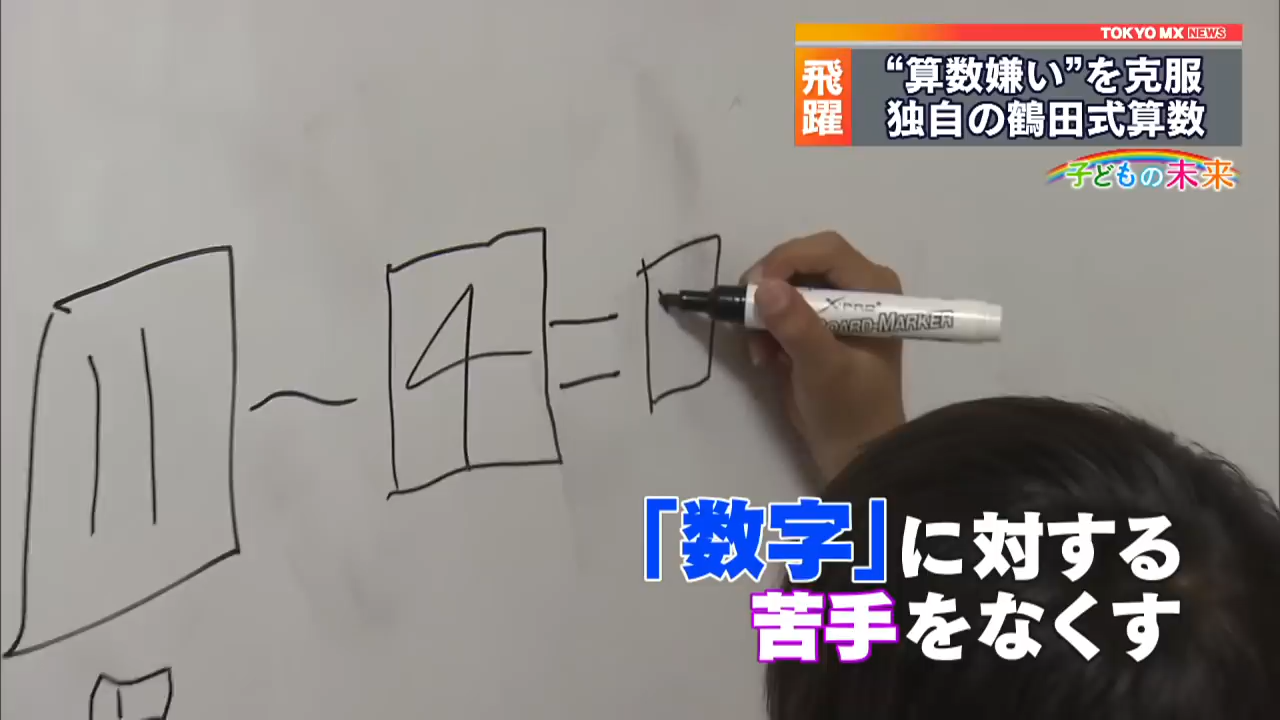 TOKYO MX NEWS
飛躍
“算数嫌い”を克服
独自の鶴田式算数
子どもの未来
11 - 4 =
X-PRO
BOARD-MARKER
「数字」に対する
苦手をなくす